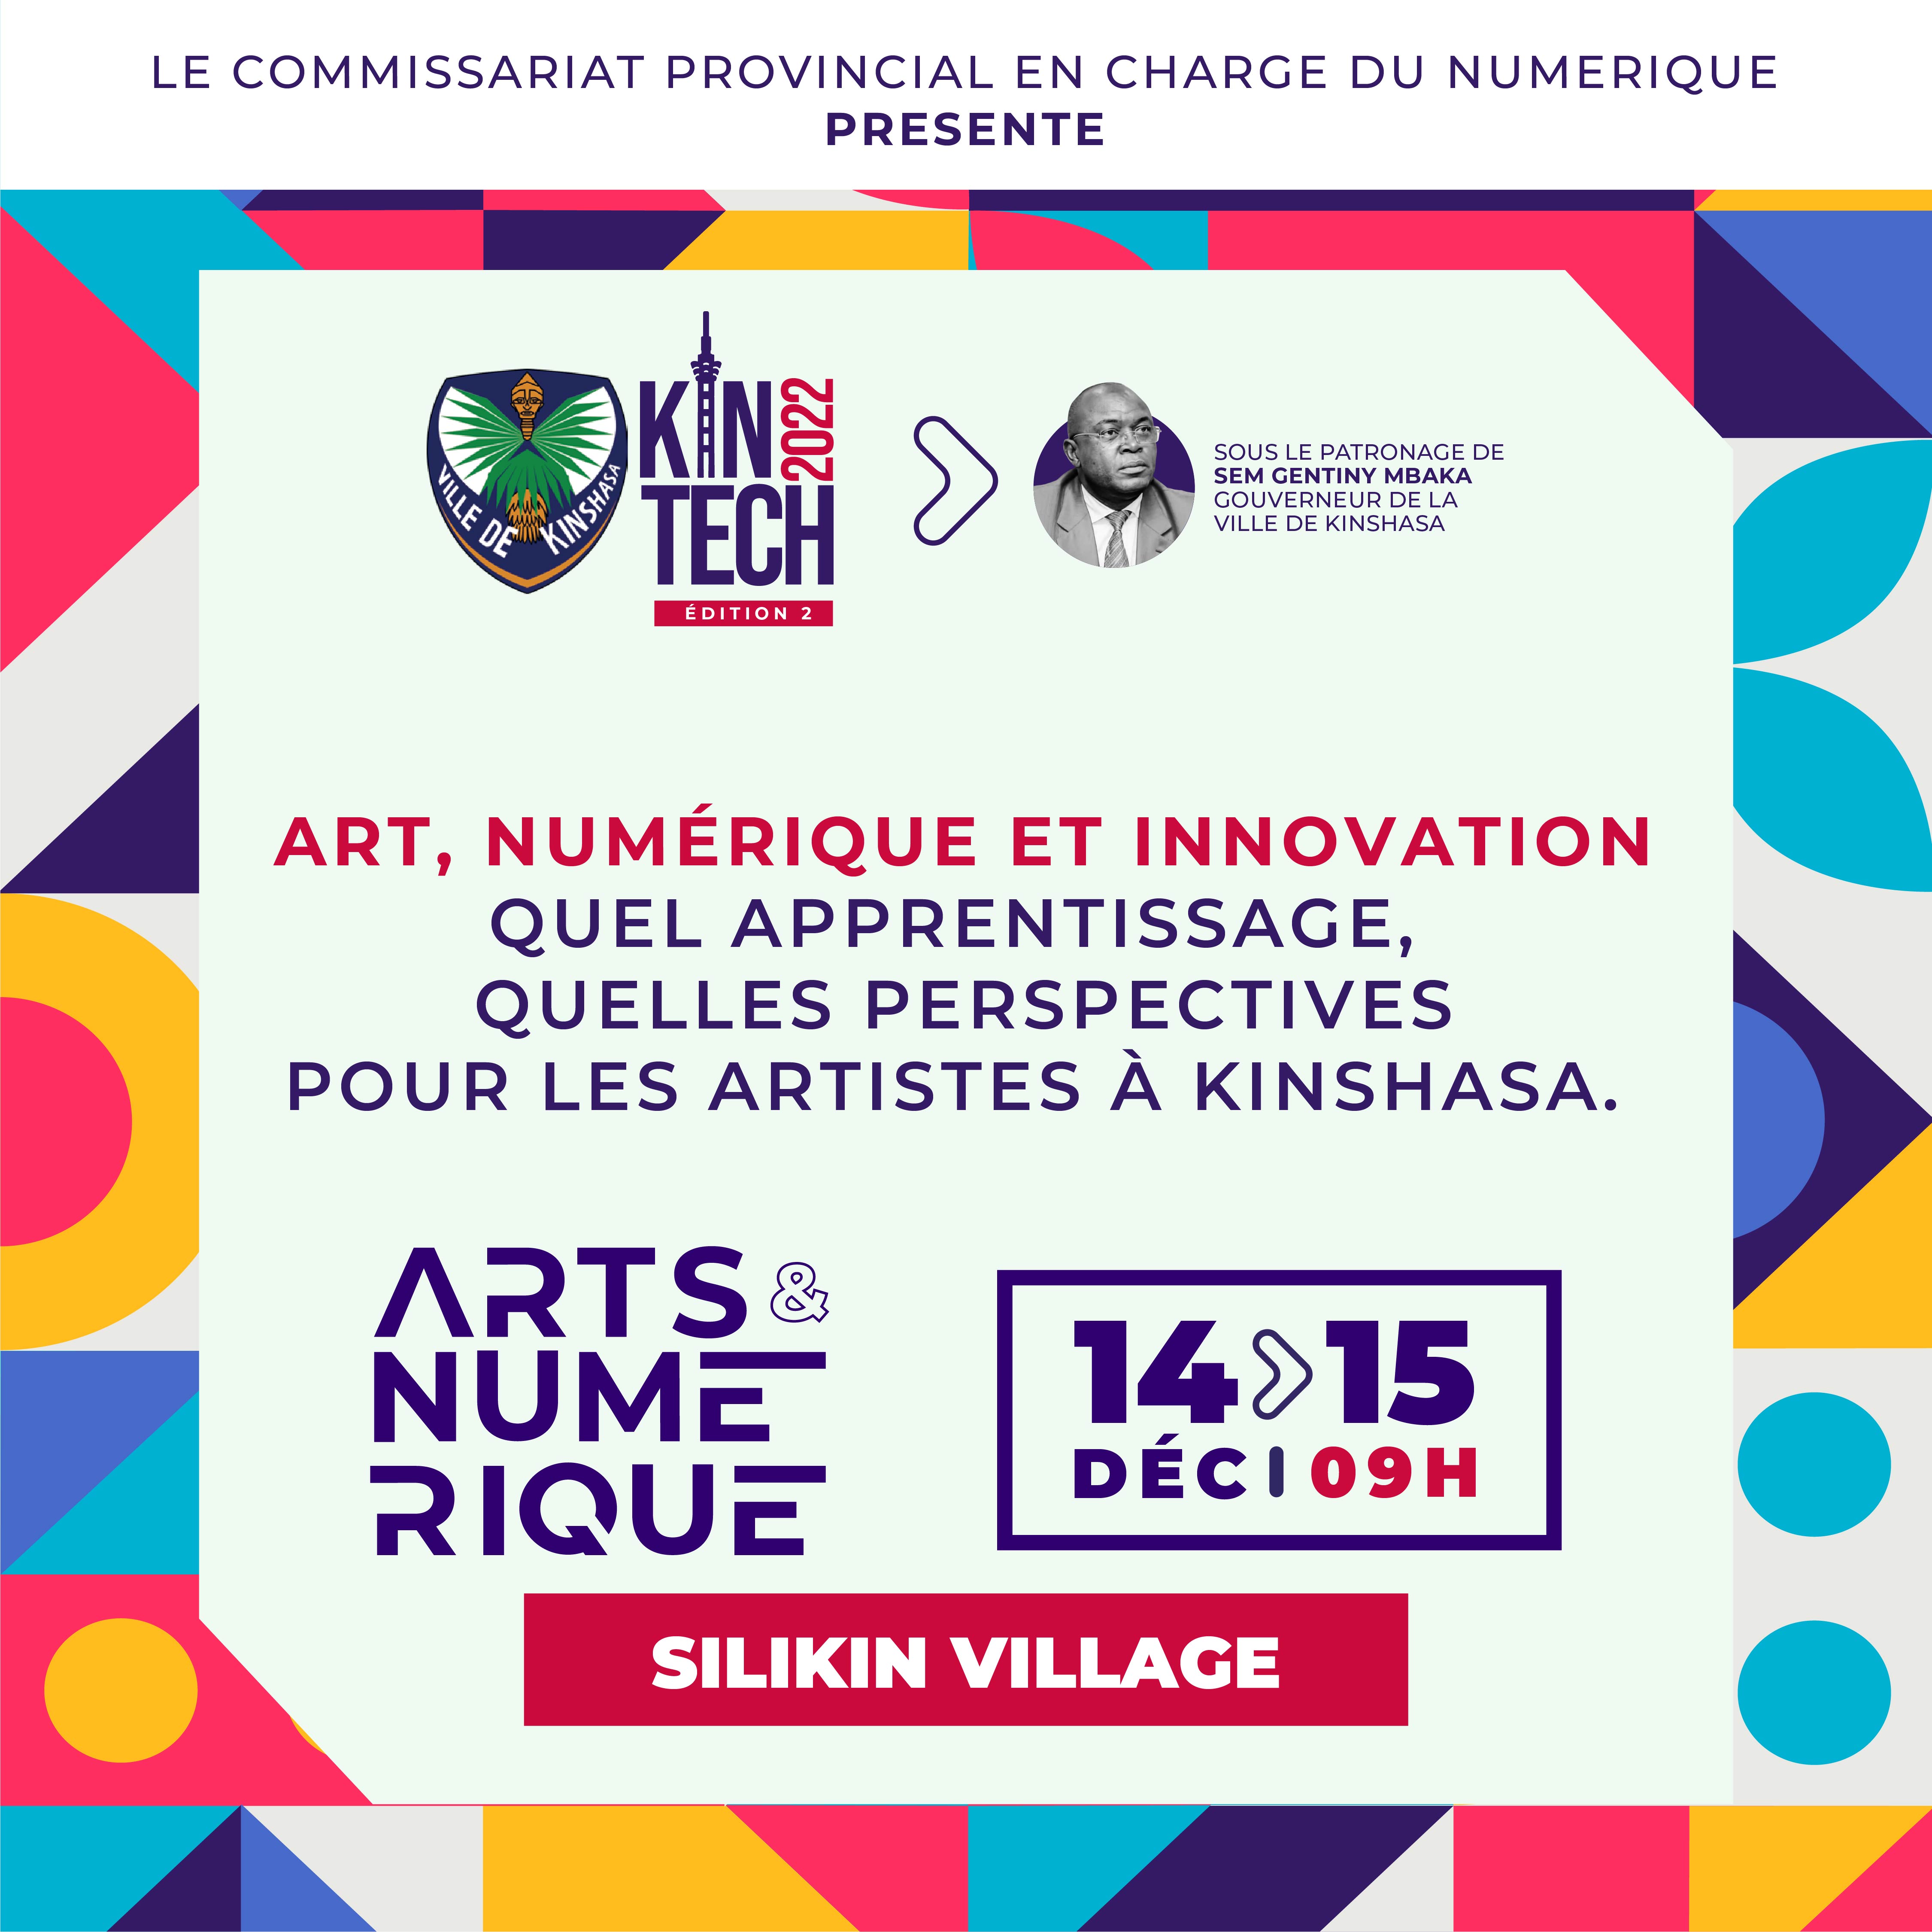 LE COMMISSARIAT PROVINCIAL EN CHARGE DU NUMERIQUE
PRESENTE
VILLE DE KINSHASA
KIN
2022
TECH
ÉDITION 2
SOUS LE PATRONAGE DE
SEM GENTINY MBAKA
GOUVERNEUR DE LA
VILLE DE KINSHASA
ART, NUMÉRIQUE ET INNOVATION
QUEL APPRENTISSAGE,
QUELLES PERSPECTIVES
POUR LES ARTISTES À KINSHASA.
ARTS &
NUME
RIQUE
14 > 15
DÉC | 09H
SILIKIN VILLAGE